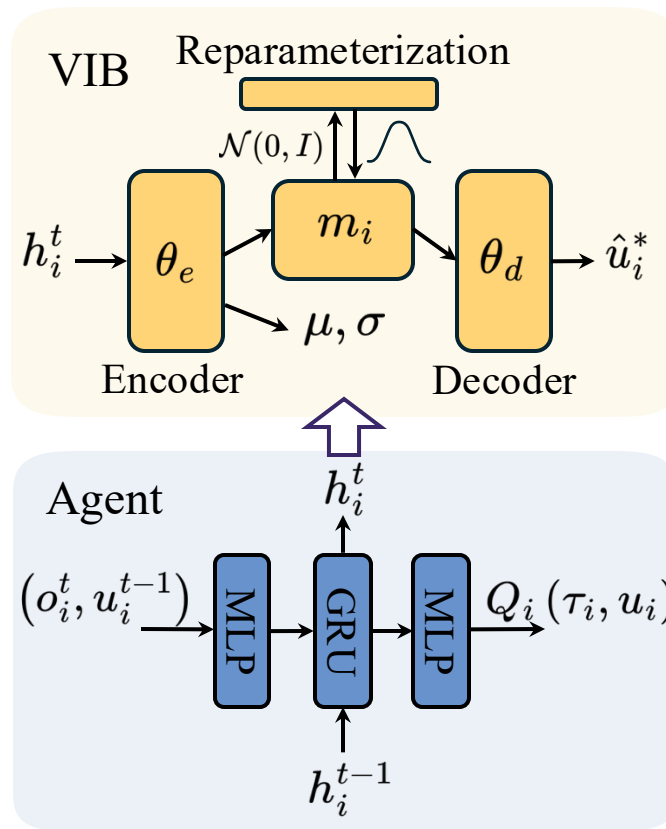 Reparameterization
VIB
𝒩(0, I)
h_i^t
θ_e
m_i
θ_d
û_i^*
μ, σ
Encoder
Decoder
h_i^t
Agent
(o_i^t, u_i^{t-1})
MLP
GRU
MLP
Q_i (τ_i, u_i)
h_i^{t-1}